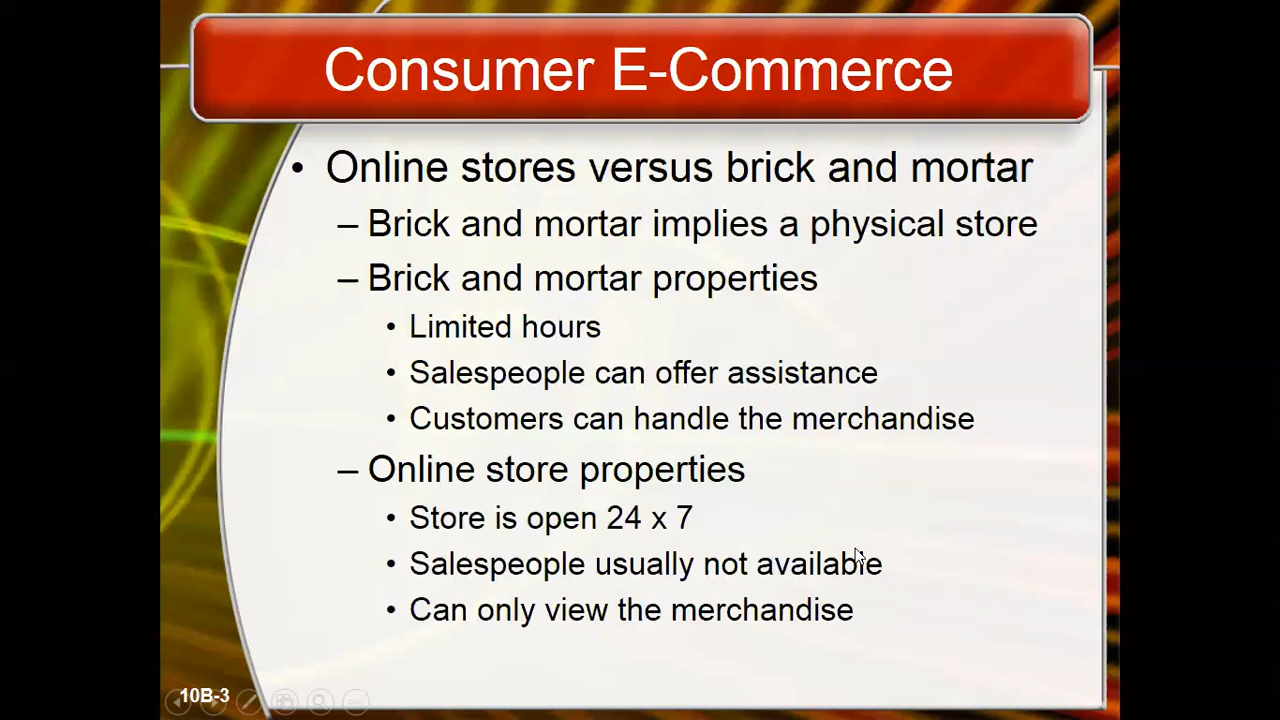 Consumer E-Commerce
• Online stores versus brick and mortar
– Brick and mortar implies a physical store
– Brick and mortar properties
• Limited hours
• Salespeople can offer assistance
• Customers can handle the merchandise
– Online store properties
• Store is open 24 x 7
• Salespeople usually not available
• Can only view the merchandise
10B-3